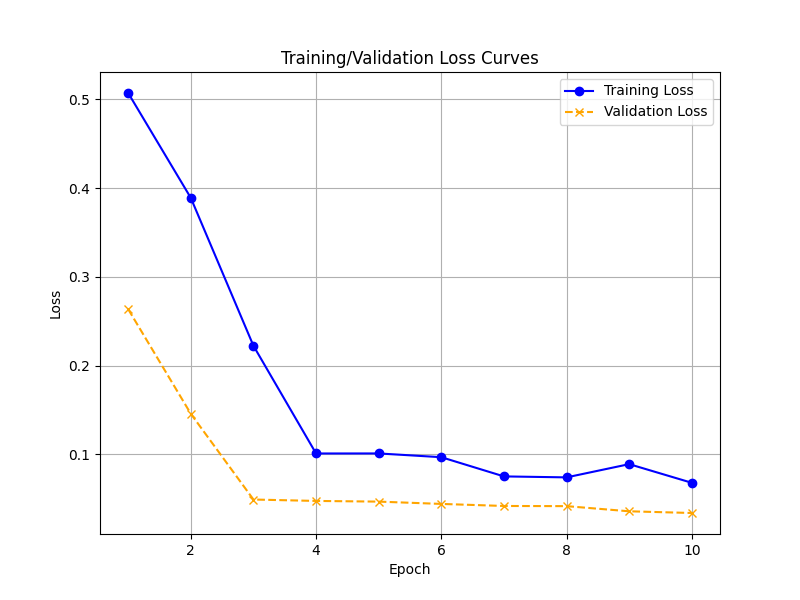 Training/Validation Loss Curves
Training Loss
Validation Loss
0.5
0.4
0.3
0.2
0.1
Loss
2 4 6 8 10
Epoch